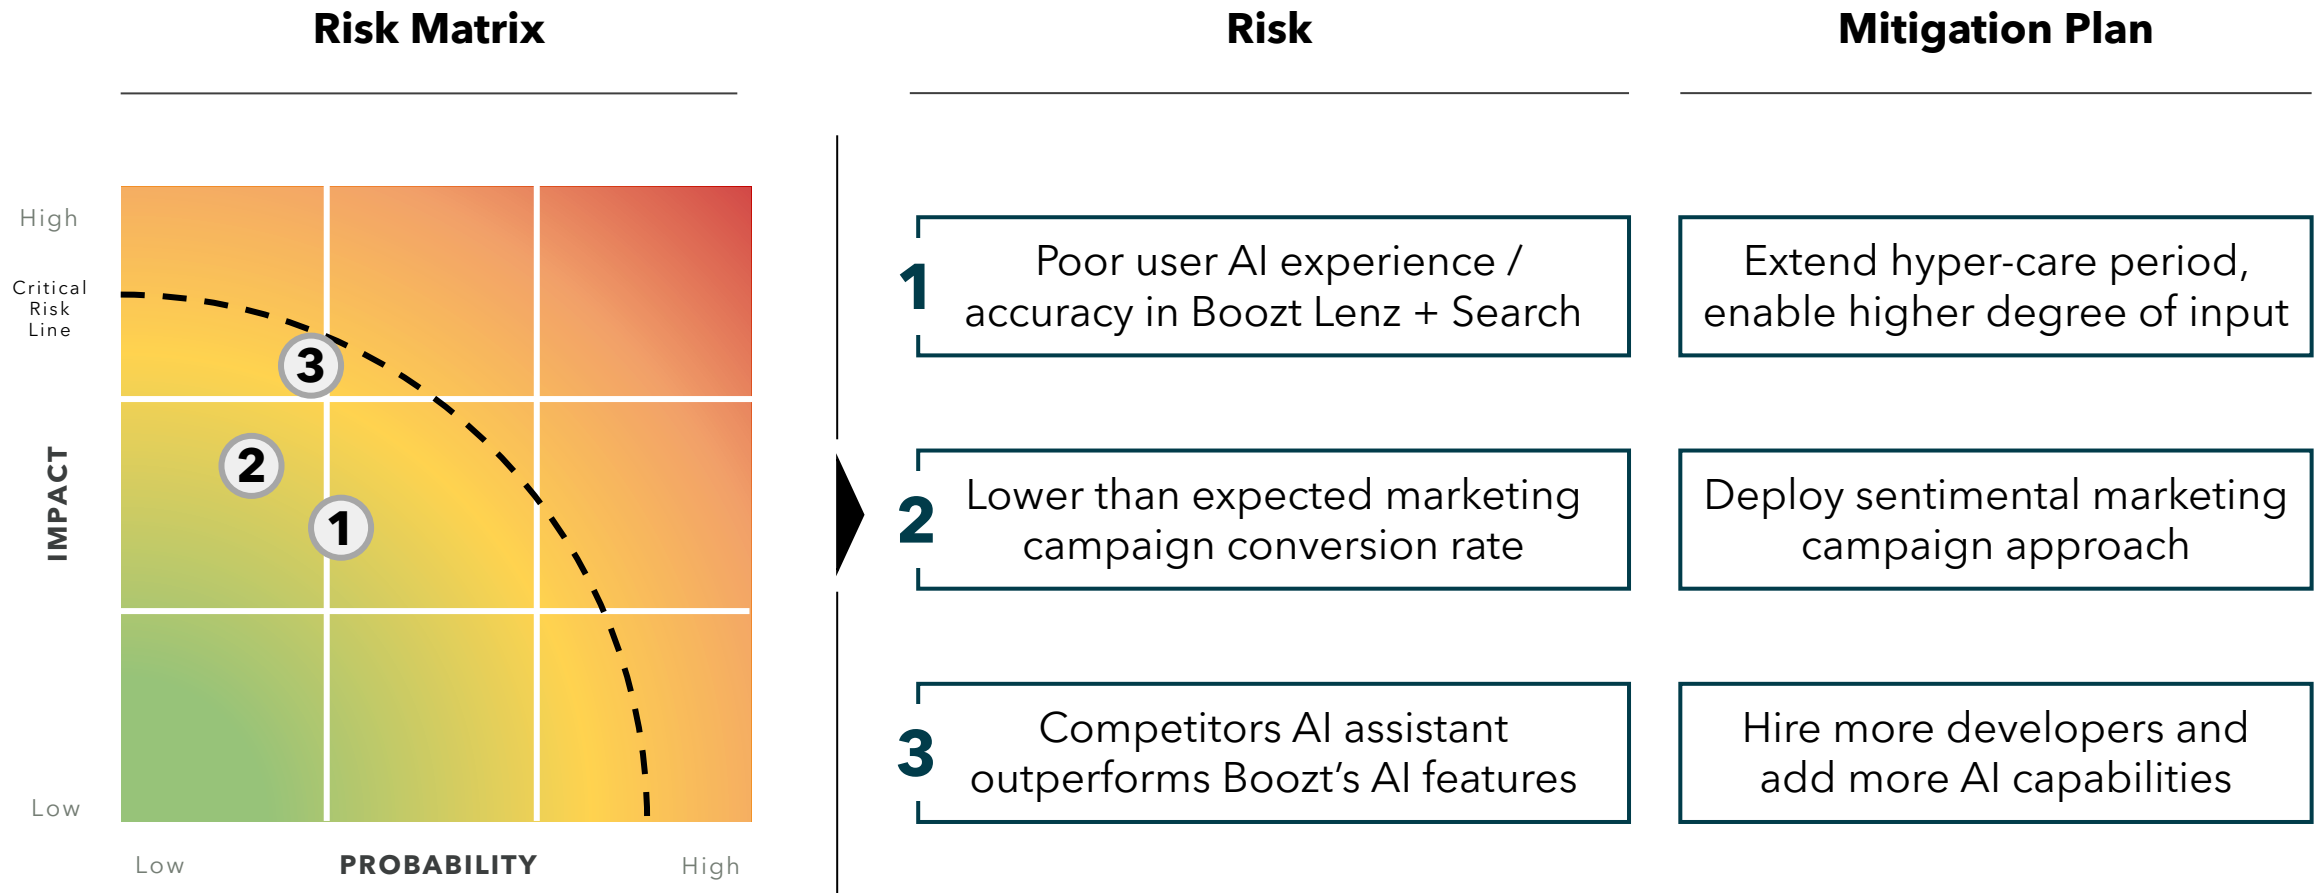 Risk Matrix
Risk
Mitigation Plan
High
Critical
Risk
Line
3
2
1
IMPACT
Low
Low
PROBABILITY
High
1
Poor user AI experience /
accuracy in Boozt Lenz + Search
Extend hyper-care period,
enable higher degree of input
2
Lower than expected marketing
campaign conversion rate
Deploy sentimental marketing
campaign approach
3
Competitors AI assistant
outperforms Boozt’s AI features
Hire more developers and
add more AI capabilities